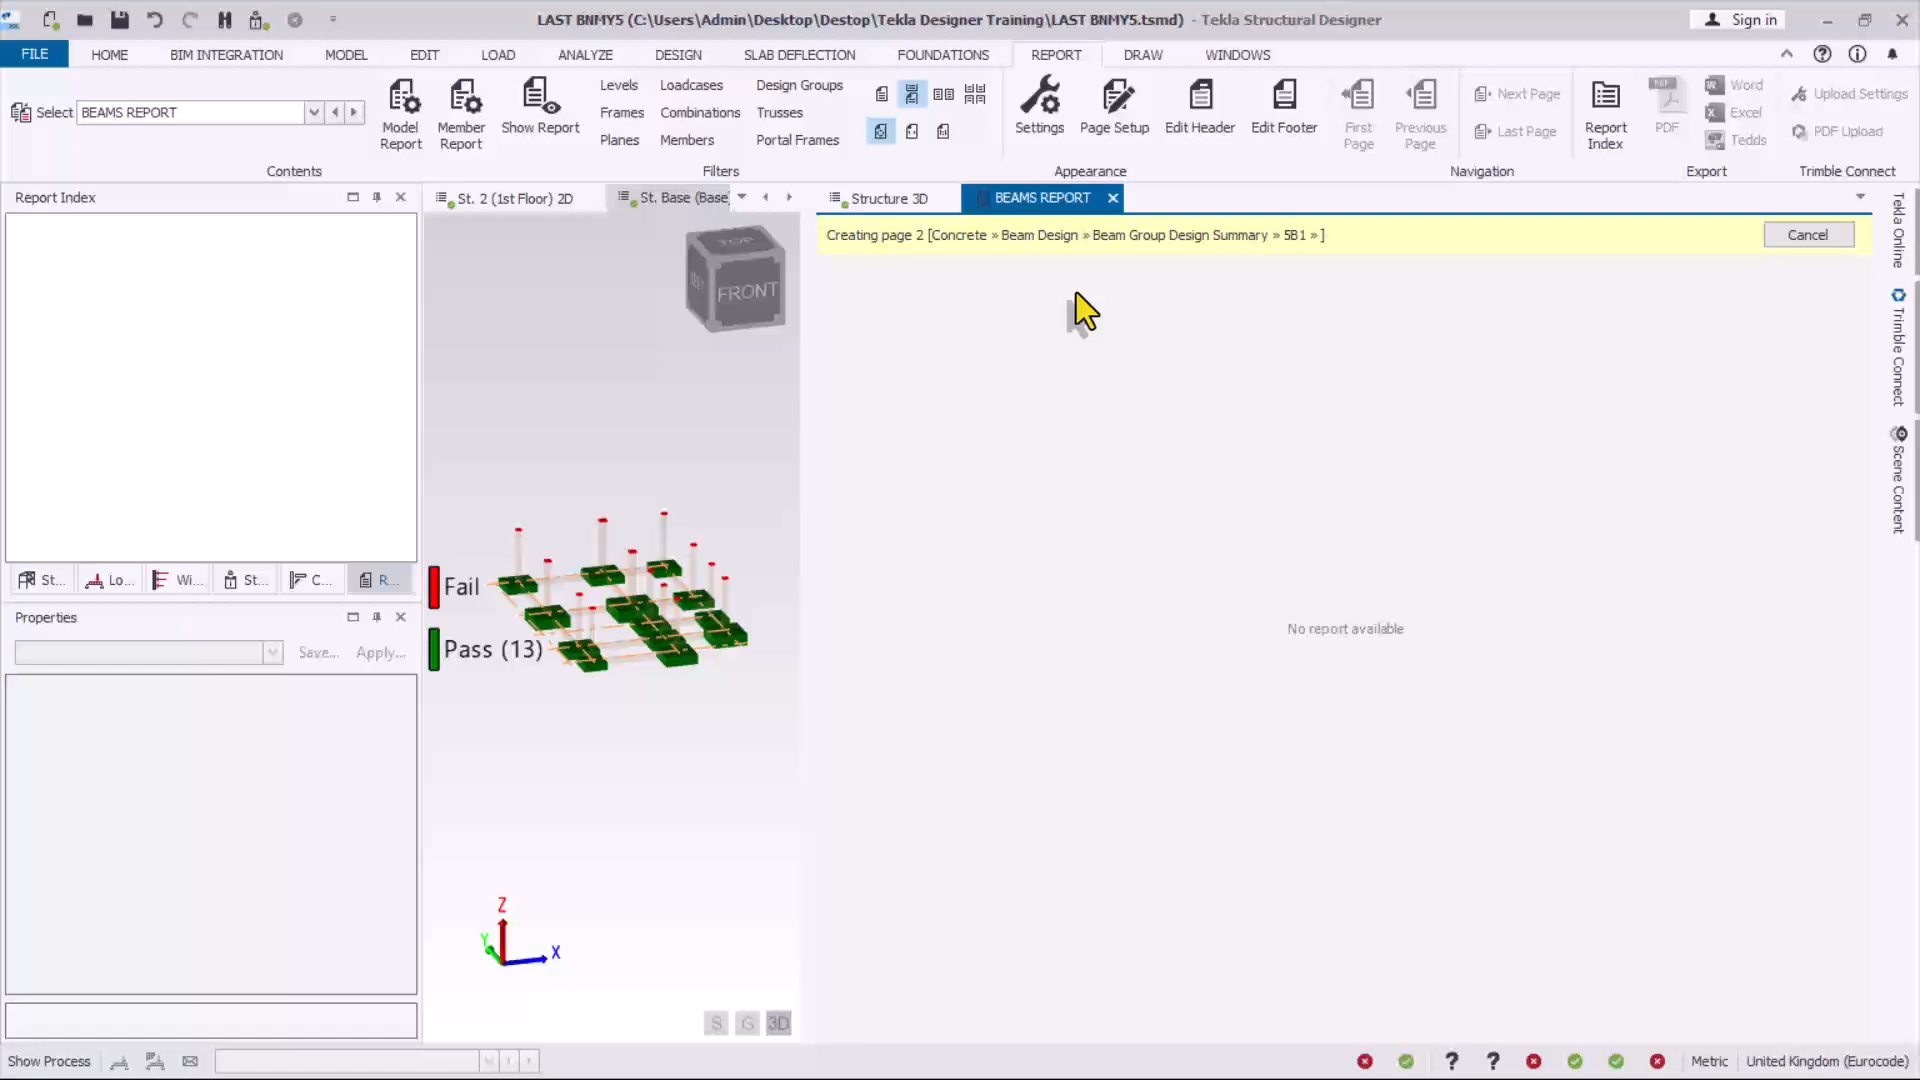 LAST BNMY5 (C:\Users\Admin\Desktop\Destop\Tekla Designer Training\LAST BNMY5.tsmd) - Tekla Structural Designer
Sign in
FILE HOME BIM INTEGRATION MODEL EDIT LOAD ANALYZE DESIGN SLAB DEFLECTION FOUNDATIONS REPORT DRAW WINDOWS
Select BEAMS REPORT
Model Report
Member Report
Show Report
Levels Loadcases Design Groups
Frames Combinations Trusses
Planes Members Portal Frames
Settings
Page Setup
Edit Header
Edit Footer
First Page
Previous Page
Next Page
Last Page
Report Index
PDF
Word
Excel
Tedds
Upload Settings
PDF Upload
Contents Filters Appearance Navigation Export Trimble Connect
Report Index
St. 2 (1st Floor) 2D
St. Base (Base
Structure 3D
BEAMS REPORT
Creating page 2 [Concrete » Beam Design » Beam Group Design Summary » 5B1 » ]
Cancel
TOP
FRONT
Tekla Online
Trimble Connect
Scene Content
Fail
Pass (13)
No report available
St... Lo... Wi... St... C... R...
Properties
Save... Apply...
Z
Y
X
S G 3D
Show Process
Metric
United Kingdom (Eurocode)